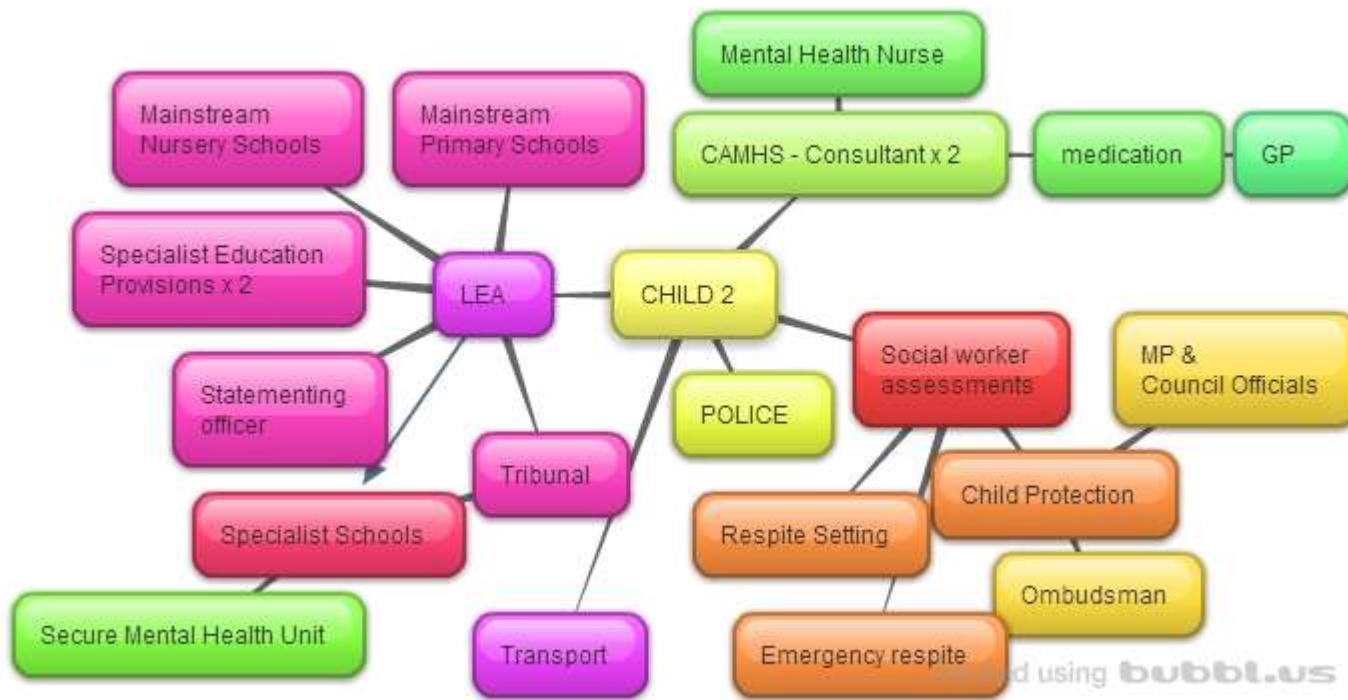 Mental Health Nurse
Mainstream
Nursery Schools
Mainstream
Primary Schools
CAMHS - Consultant x 2
medication
GP
Specialist Education
Provisions x 2
LEA
CHILD 2
Social worker
assessments
MP &
Council Officials
Statementing
officer
POLICE
Tribunal
Child Protection
Specialist Schools
Respite Setting
Ombudsman
Secure Mental Health Unit
Transport
Emergency respite
using bubbl.us